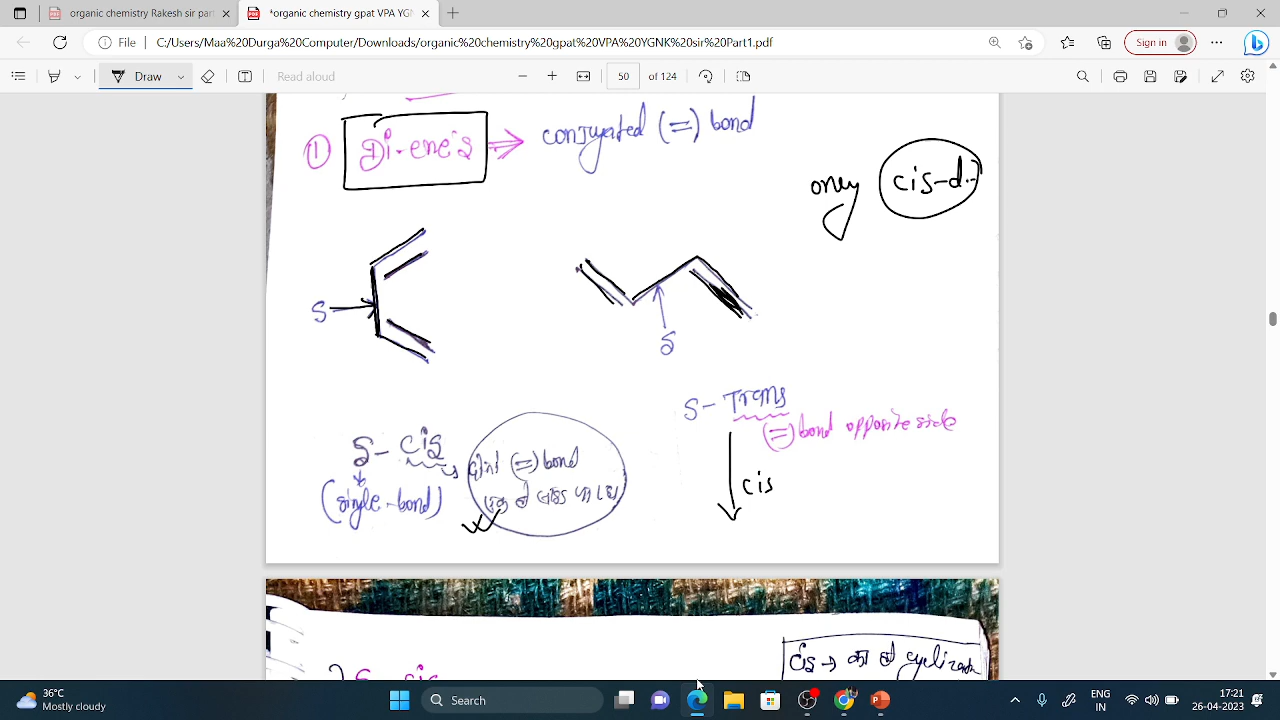 organic chemistry Rakesh sir part
*organic chemistry gpat VPA YG
File
C:/Users/Maa%20Durga%20Computer/Downloads/organic%20chemistry%20gpat%20VPA%20YGNK%20sir%20Part1.pdf
Sign in
Draw
Read aloud
50 of 124
① Di-ene's ⇒ conjugated (=) bond
only cis-d.
S
S
S-Trans
(=) bond opposite side
S-cis
(=) bond
(single-bond)
cis
cis →
36°C
Mostly cloudy
Search
ENG
IN
17:21
26-04-2023